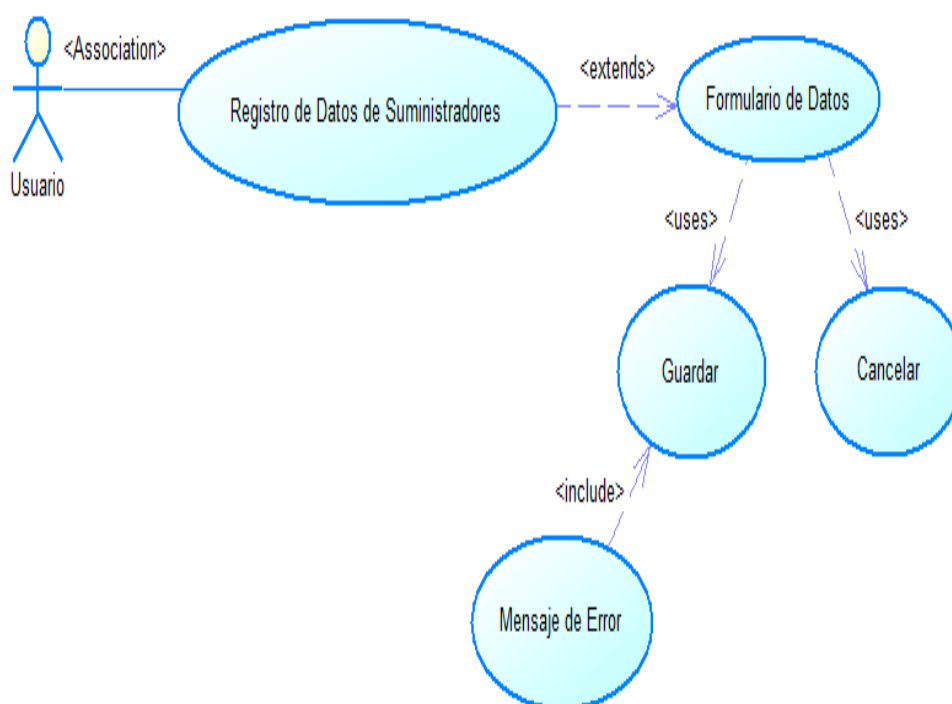 <Association>
Usuario
Registro de Datos de Suministradores
<extends>
Formulario de Datos
<uses>
<uses>
Guardar
Cancelar
<include>
Mensaje de Error